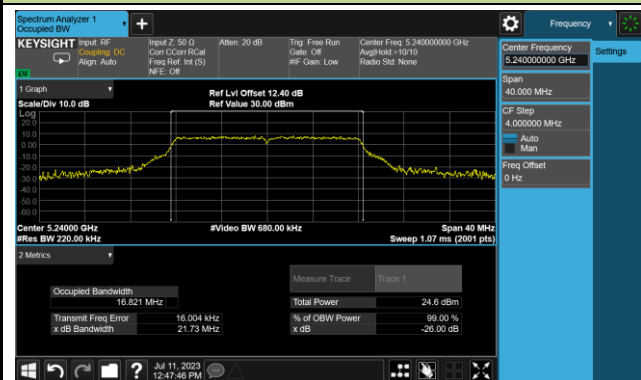 Spectrum Analyzer 1
Occupied BW
Frequency
KEYSIGHT
Input: RF
Coupling: DC
Align: Auto
Input Z: 50 Ω
Corr CCorr RCal
Freq Ref: Int (S)
NFE: Off
Atten: 20 dB
Trig: Free Run
Gate: Off
#IF Gain: Low
Center Freq: 5.240000000 GHz
Avg|Hold:>10/10
Radio Std: None
Center Frequency
5.240000000 GHz
Settings
Span
40.000 MHz
CF Step
4.000000 MHz
Auto
Man
Freq Offset
0 Hz
1 Graph
Scale/Div 10.0 dB
Ref Lvl Offset 12.40 dB
Ref Value 30.00 dBm
Log
20.0
10.0
0.00
-10.0
-20.0
-30.0
-40.0
-50.0
-60.0
Center 5.24000 GHz
#Res BW 220.00 kHz
#Video BW 680.00 kHz
Span 40 MHz
Sweep 1.07 ms (2001 pts)
2 Metrics
Measure Trace
Trace 1
Occupied Bandwidth
16.821 MHz
Total Power
24.6 dBm
Transmit Freq Error
16.004 kHz
% of OBW Power
99.00 %
x dB Bandwidth
21.73 MHz
x dB
-26.00 dB
Jul 11, 2023
12:47:46 PM